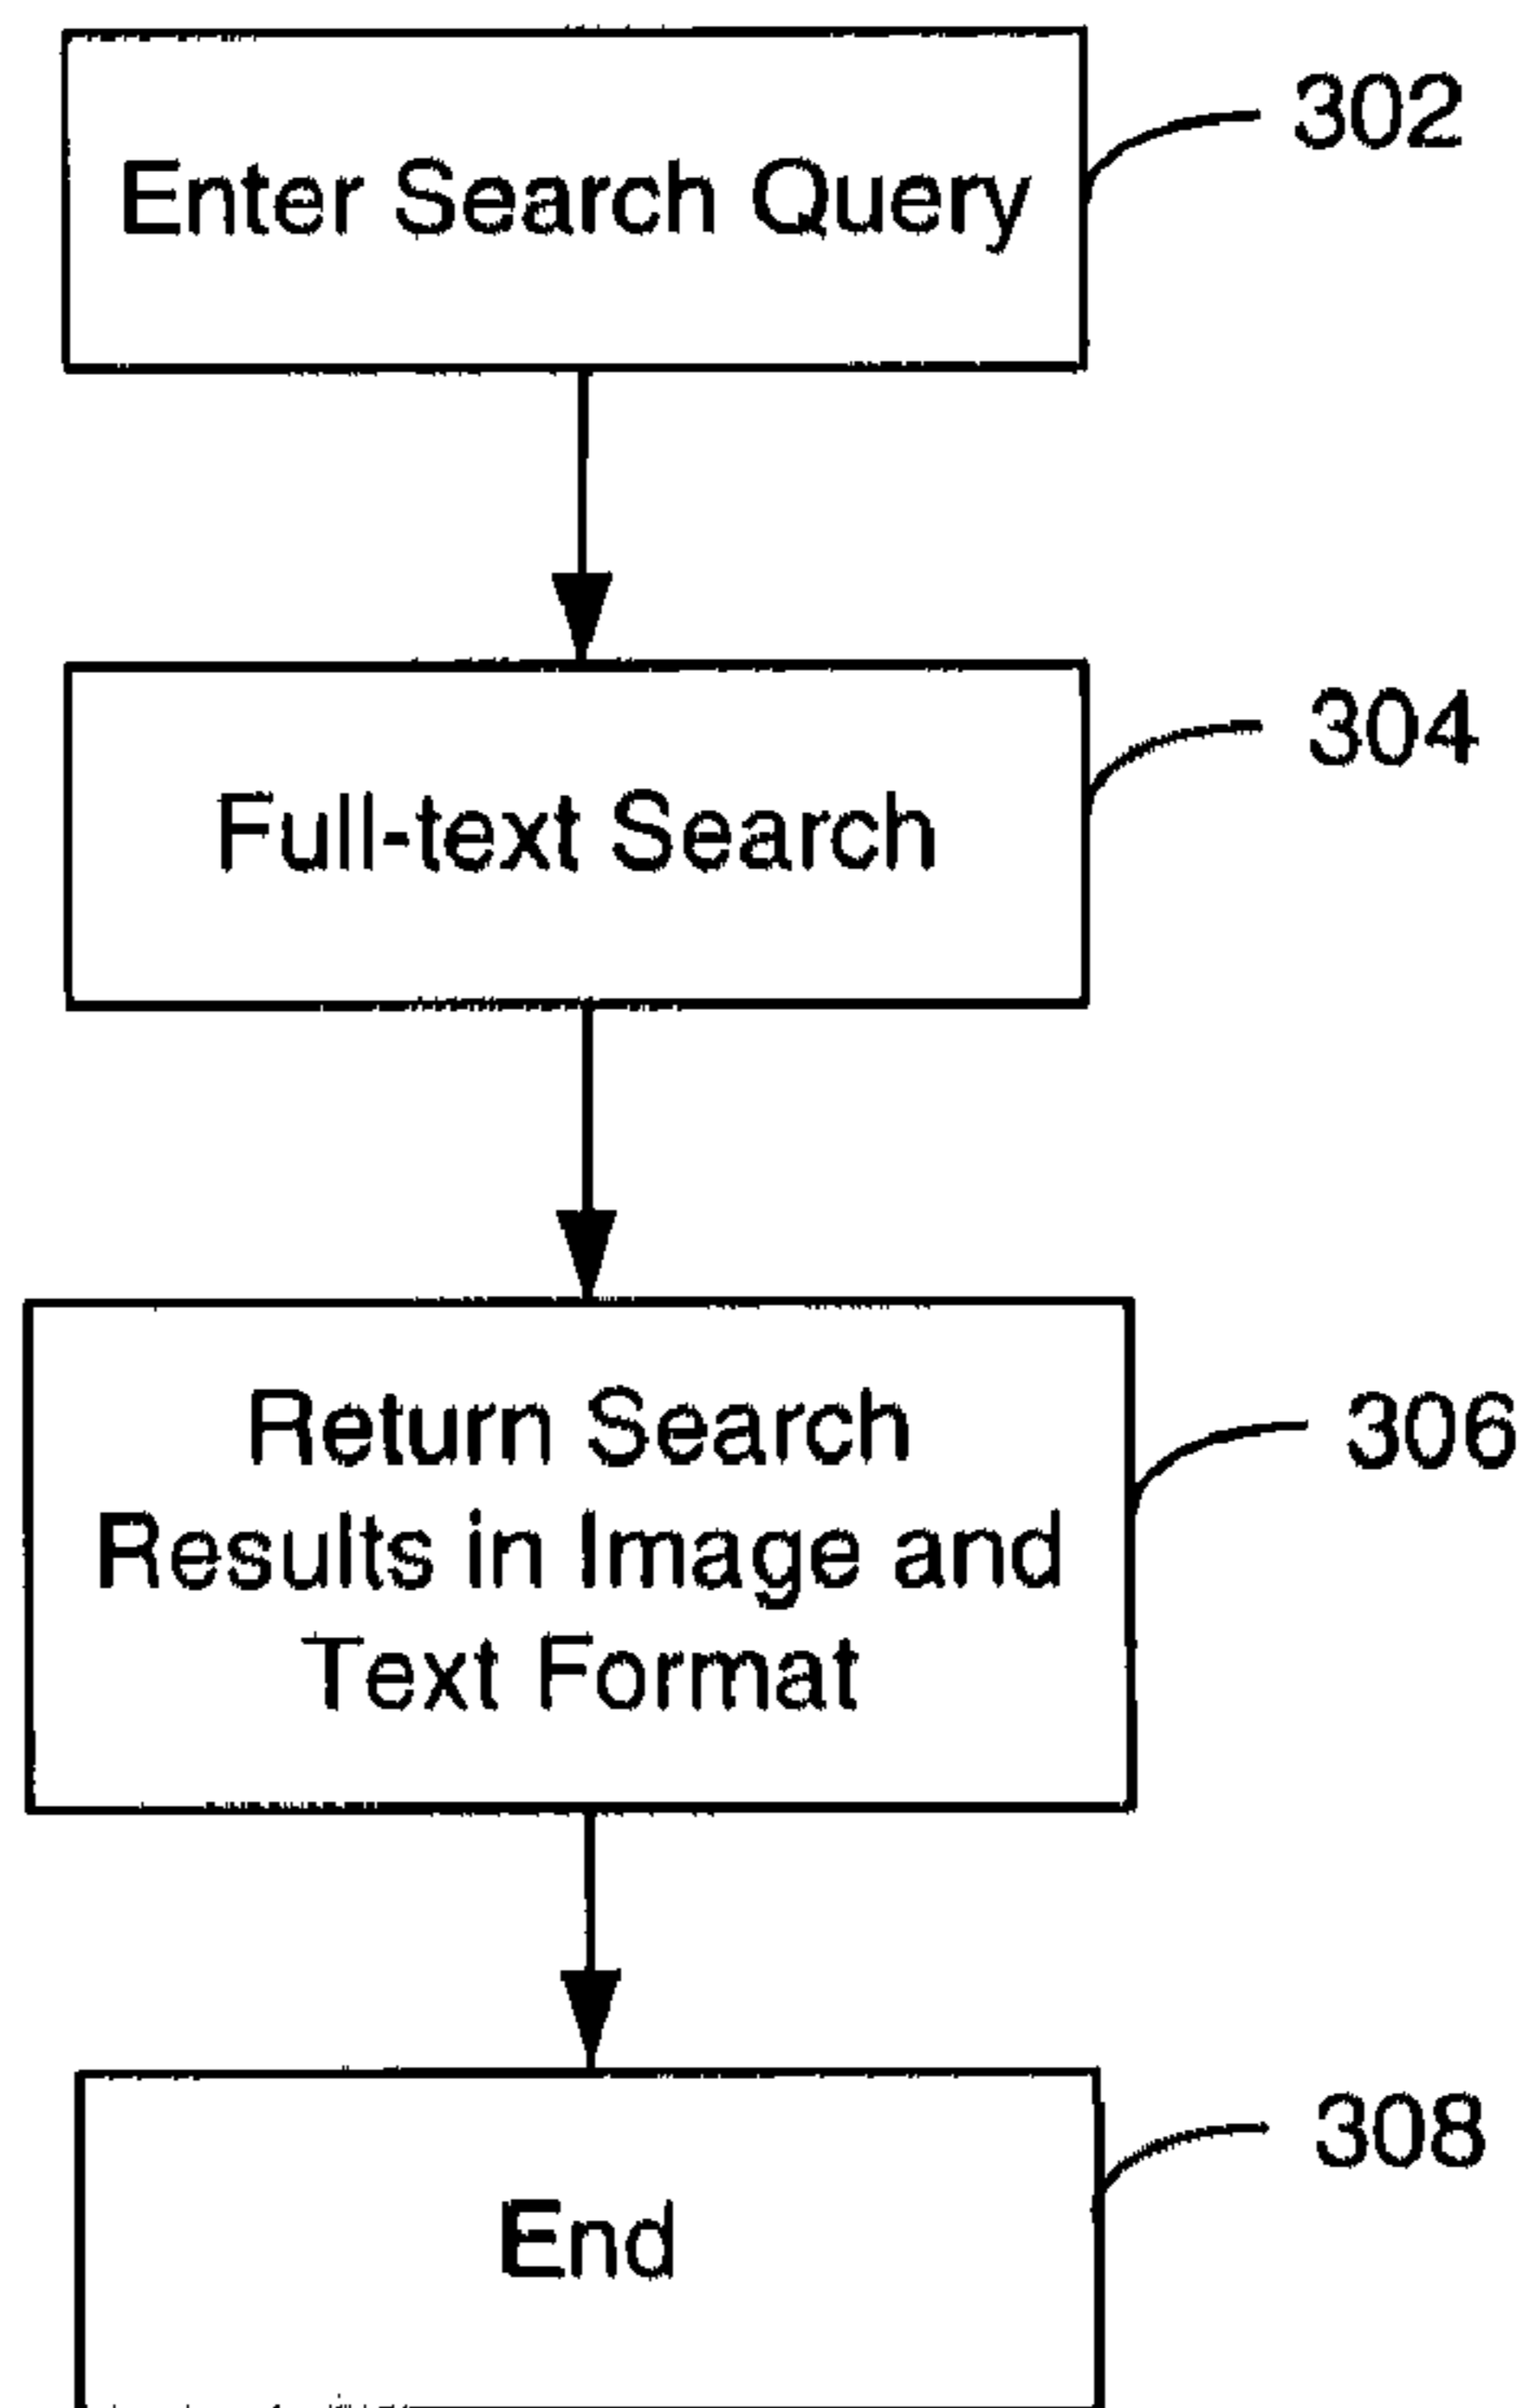 302
Enter Search Query
304
Full-text Search
306
Return Search
Results in Image and
Text Format
308
End